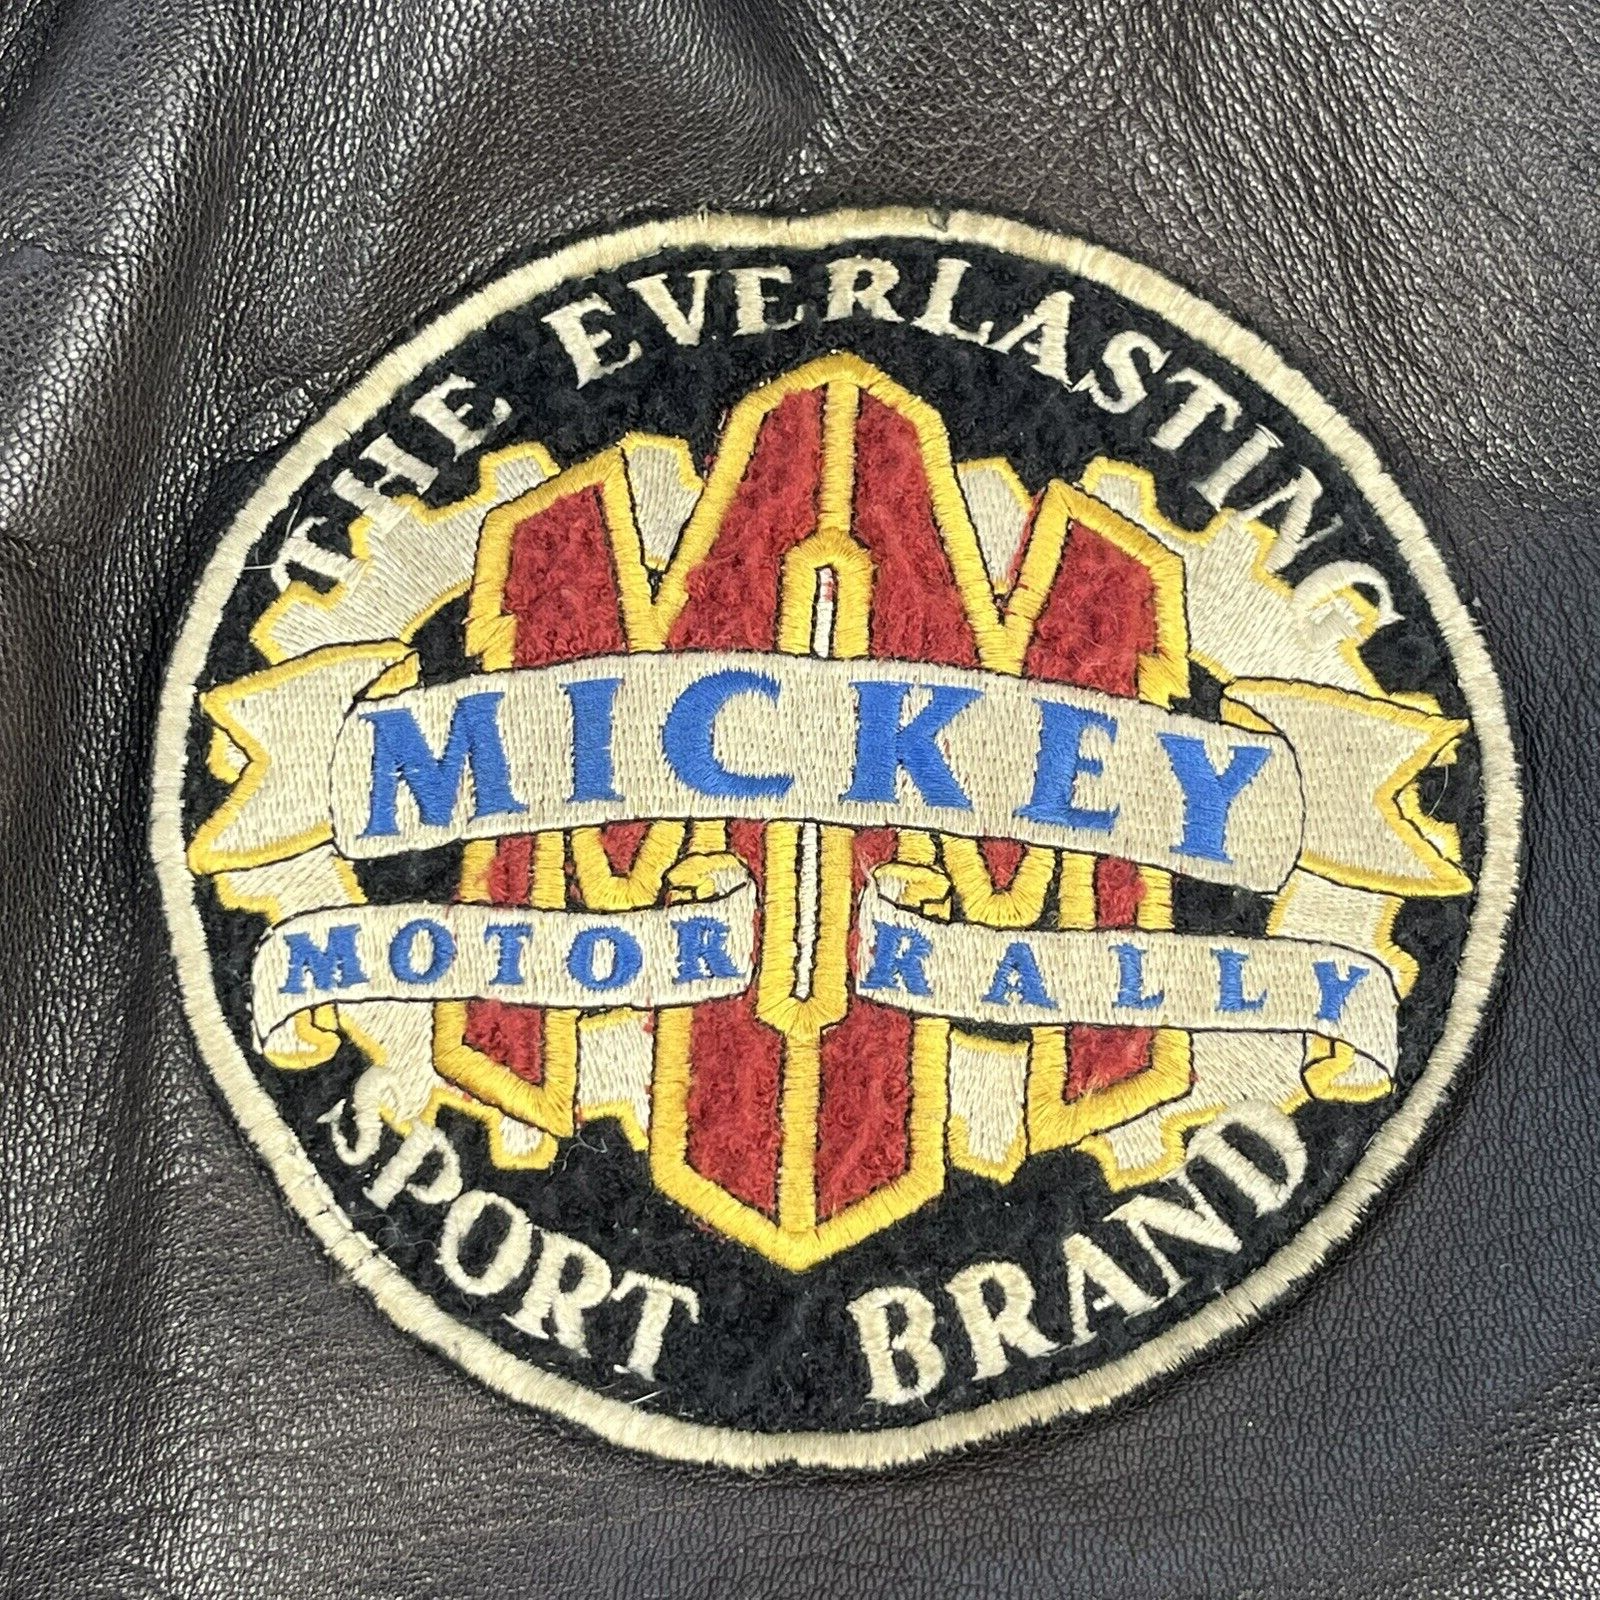 THE EVERLASTING
MICKEY
MOTOR RALLY
SPORT BRAND